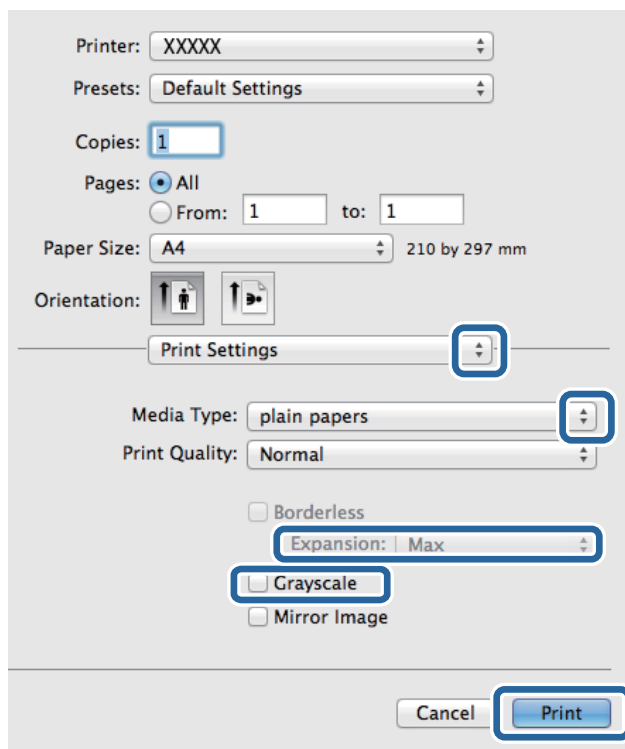 Printer: XXXXX
Presets: Default Settings
Copies: 1
Pages: All
From: 1 to: 1
Paper Size: A4 210 by 297 mm
Orientation:
Print Settings
Media Type: plain papers
Print Quality: Normal
Borderless
Expansion: Max
Grayscale
Mirror Image
Cancel Print